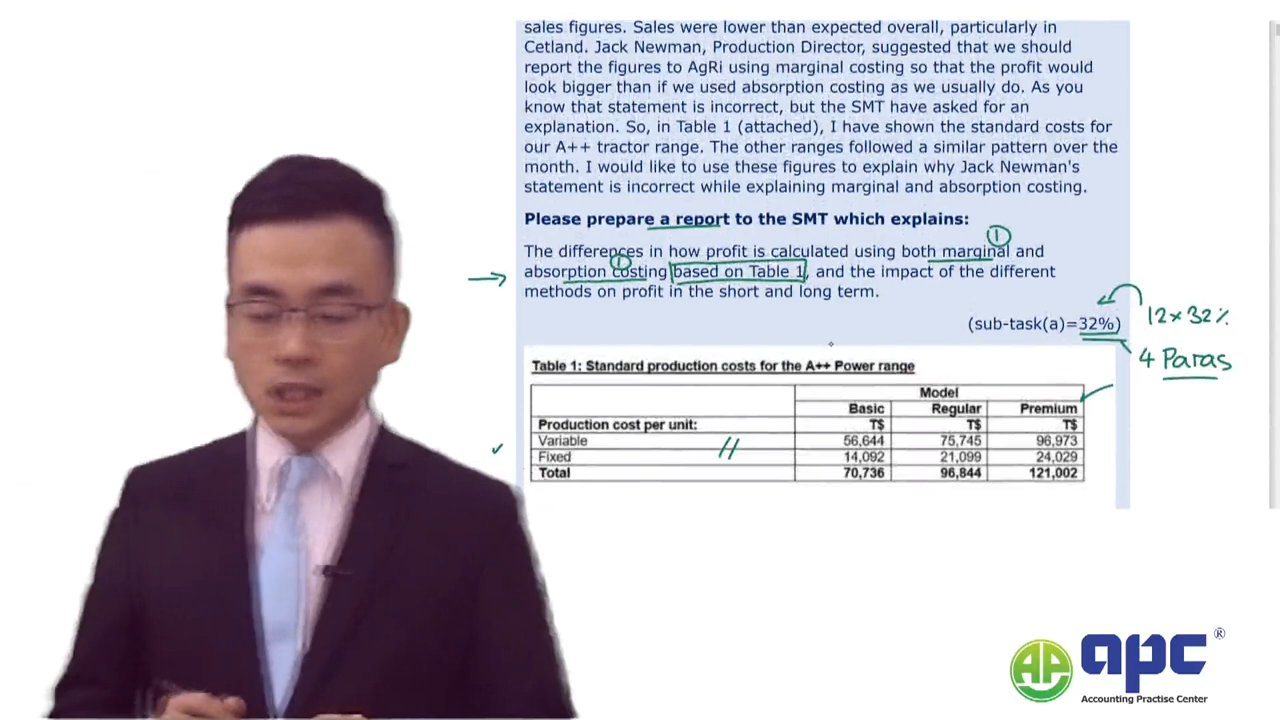 sales figures. Sales were lower than expected overall, particularly in
Cetland. Jack Newman, Production Director, suggested that we should
report the figures to AgRi using marginal costing so that the profit would
look bigger than if we used absorption costing as we usually do. As you
know that statement is incorrect, but the SMT have asked for an
explanation. So, in Table 1 (attached), I have shown the standard costs for
our A++ tractor range. The other ranges followed a similar pattern over the
month. I would like to use these figures to explain why Jack Newman's
statement is incorrect while explaining marginal and absorption costing.
Please prepare a report to the SMT which explains:
1
The differences in how profit is calculated using both marginal and
1
absorption costing based on Table 1, and the impact of the different
methods on profit in the short and long term.
(sub-task(a)=32%)
12 x 32%
4 Paras
Table 1: Standard production costs for the A++ Power range
Model
Basic Regular Premium
Production cost per unit: T$ T$ T$
Variable 56,644 75,745 96,973
Fixed 14,092 21,099 24,029
Total 70,736 96,844 121,002
AP apc ®
Accounting Practise Center